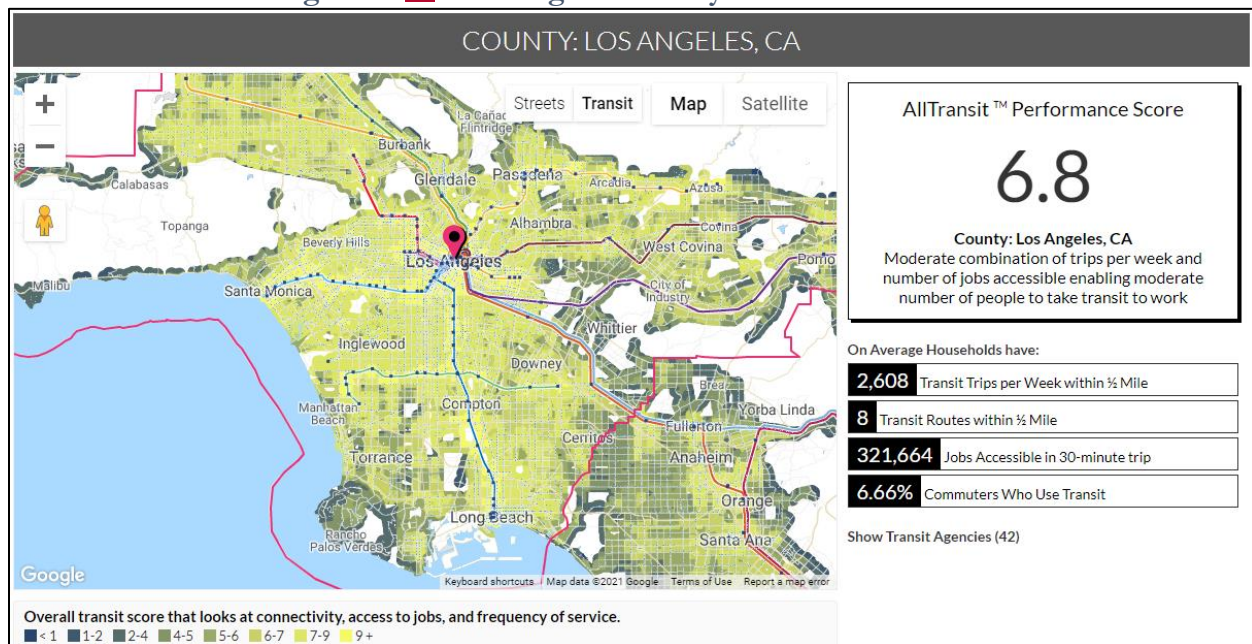 COUNTY: LOS ANGELES, CA
Streets Transit Map Satellite
La Cañad
Flintridge
Burbank
Glendale Pasadena
Arcadia Azusa
Calabasas
Topanga
Alhambra
Covina
Beverly Hills
West Covina
Los Angeles
Pomo
Malibu
Santa Monica
City of
Industry
Whittier
Inglewood
Downey
Brea
Manhattan
Beach
Compton
Yorba Linda
Fullerton
Cerritos
Torrance
Anaheim
Orange
Long Beach
Rancho
Palos Verdes
Santa Ana
Google
Keyboard shortcuts Map data ©2021 Google Terms of Use Report a map error
Overall transit score that looks at connectivity, access to jobs, and frequency of service.
< 1 1-2 2-4 4-5 5-6 6-7 7-9 9 +
AllTransit ™ Performance Score
6.8
County: Los Angeles, CA
Moderate combination of trips per week and
number of jobs accessible enabling moderate
number of people to take transit to work
On Average Households have:
2,608 Transit Trips per Week within ½ Mile
8 Transit Routes within ½ Mile
321,664 Jobs Accessible in 30-minute trip
6.66% Commuters Who Use Transit
Show Transit Agencies (42)